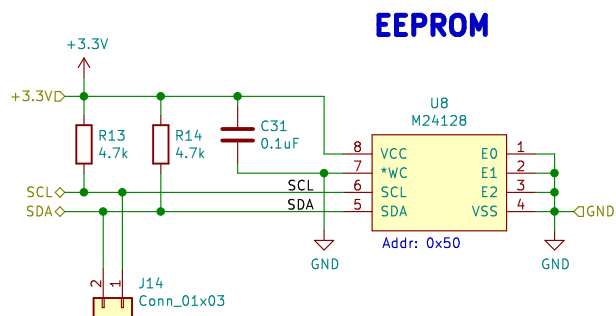 EEPROM
+3.3V
+3.3V
R13
4.7k
R14
4.7k
C31
0.1uF
U8
M24128
8 VCC E0 1
7 *WC E1 2
SCL SCL 6 SCL E2 3
SDA SDA 5 SDA VSS 4 GND
Addr: 0x50
GND
GND
2 1
J14
Conn_01x03